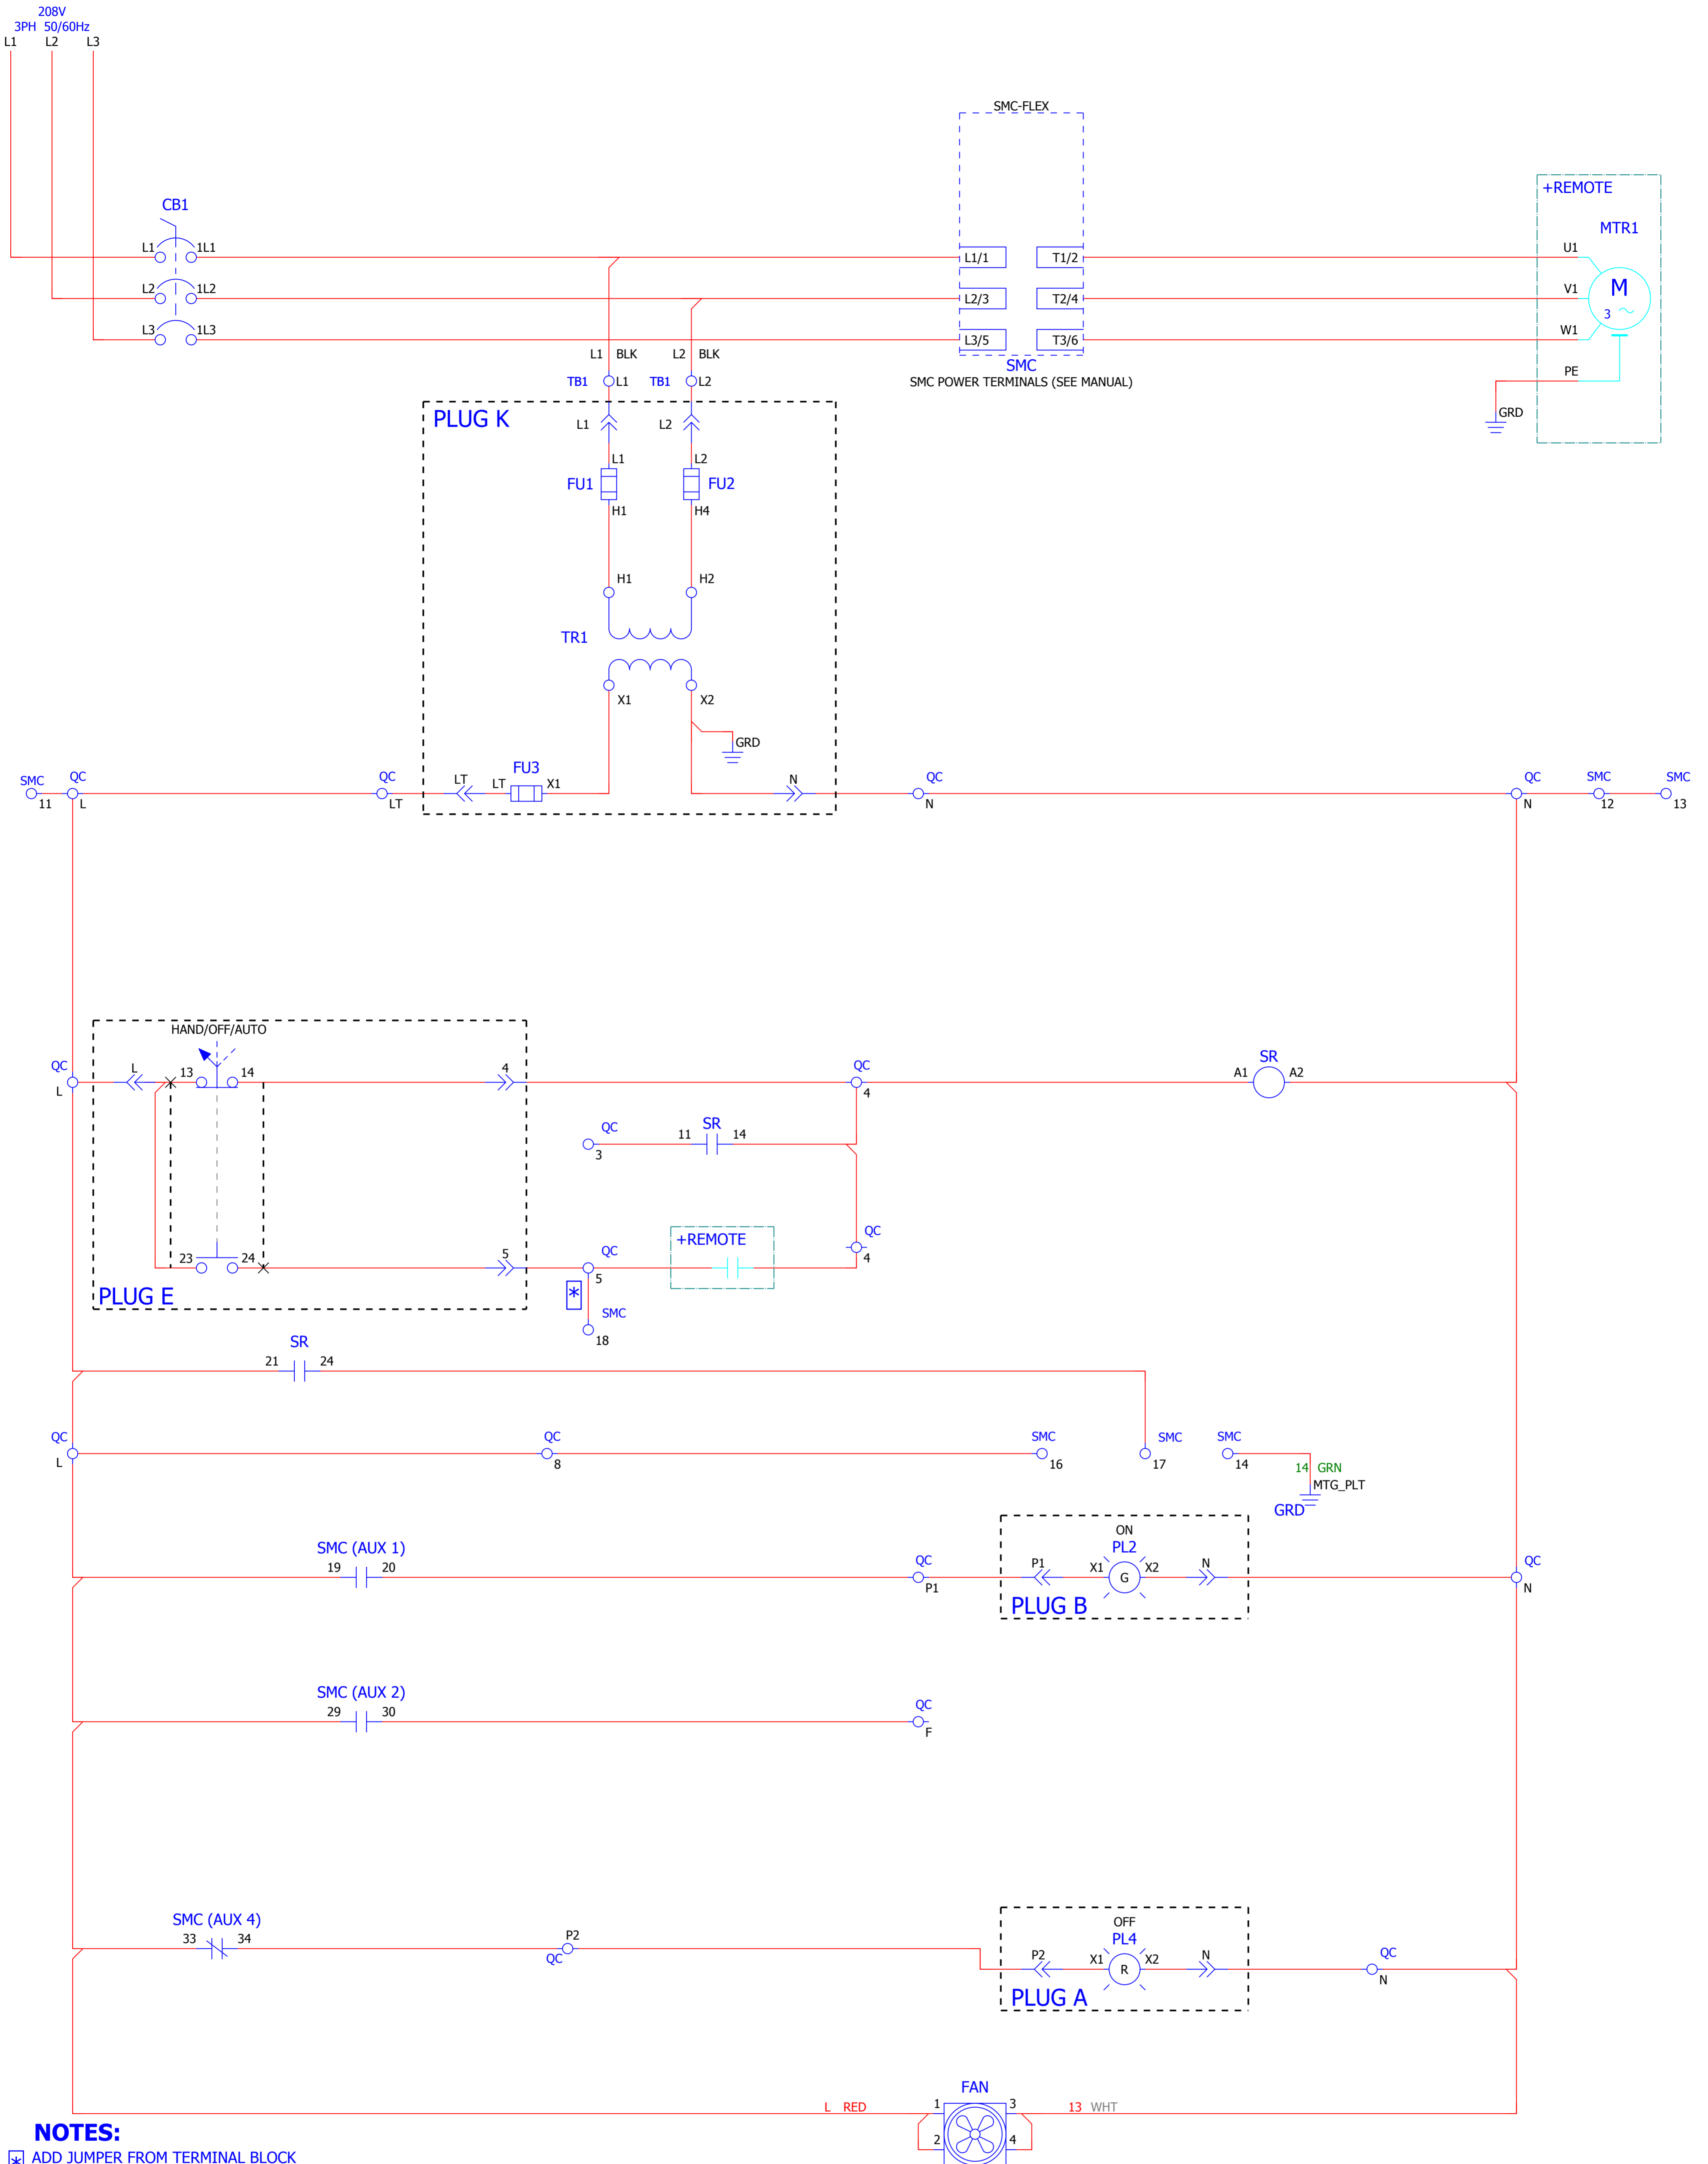 208V
3PH 50/60Hz
L1 L2 L3
SMC-FLEX
+REMOTE
CB1
MTR1
L1 1L1 L1/1 T1/2 U1
L2 1L2 L2/3 T2/4 V1 M
3
L3 1L3 L3/5 T3/6 W1
L1 BLK L2 BLK
SMC
SMC POWER TERMINALS (SEE MANUAL)
PE
TB1 L1 TB1 L2
GRD
PLUG K
L1 L2
L1 L2
FU1 FU2
H1 H4
H1 H2
TR1
X1 X2
GRD
SMC QC QC LT LT FU3 X1 N QC QC SMC SMC
11 L LT N N 12 13
HAND/OFF/AUTO
QC L 13 14 4 QC A1 SR A2
L 4
QC 11 SR 14
3
+REMOTE QC
4
23 24 5 QC
5
PLUG E
* SMC
18
SR
21 24
QC QC SMC SMC SMC
L 8 16 17 14
14 GRN
MTG_PLT
GRD
ON
SMC (AUX 1) PL2
19 20 QC P1 X1 G X2 N QC
P1 N
PLUG B
SMC (AUX 2)
29 30 QC
F
OFF
SMC (AUX 4) PL4
33 34 P2
QC
P2 X1 R X2 N QC
N
PLUG A
FAN
L RED 1 3 13 WHT
2 4
NOTES:
* ADD JUMPER FROM TERMINAL BLOCK